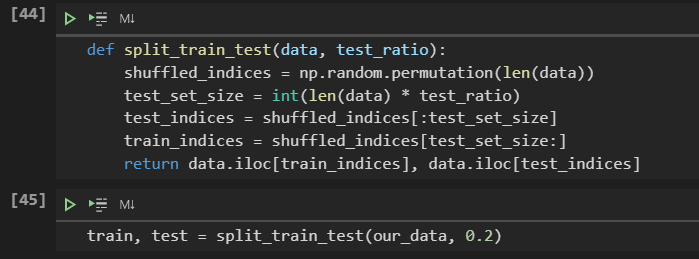 [44]
M↓
def split_train_test(data, test_ratio):
    shuffled_indices = np.random.permutation(len(data))
    test_set_size = int(len(data) * test_ratio)
    test_indices = shuffled_indices[:test_set_size]
    train_indices = shuffled_indices[test_set_size:]
    return data.iloc[train_indices], data.iloc[test_indices]
[45]
M↓
train, test = split_train_test(our_data, 0.2)